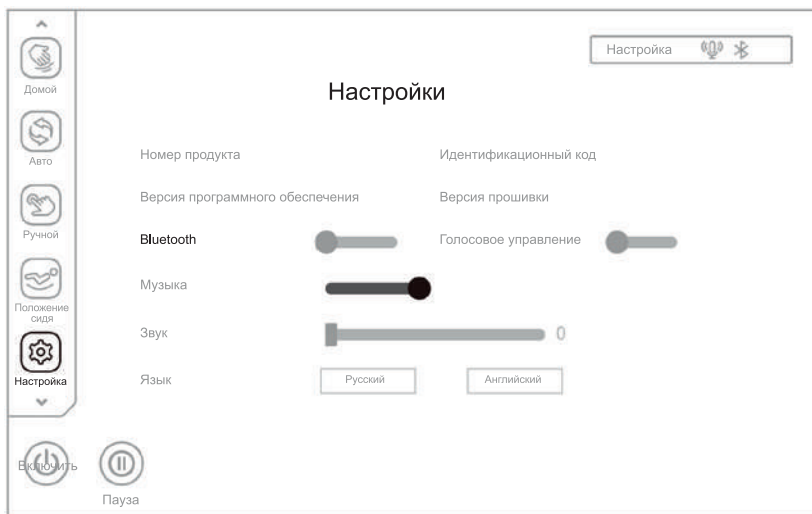 Настройка
Домой
Настройки
Авто
Номер продукта
Идентификационный код
Версия программного обеспечения
Версия прошивки
Ручной
Bluetooth
Голосовое управление
Музыка
Положение
сидя
Звук
0
Настройка
Язык
Русский
Английский
Включить
Пауза